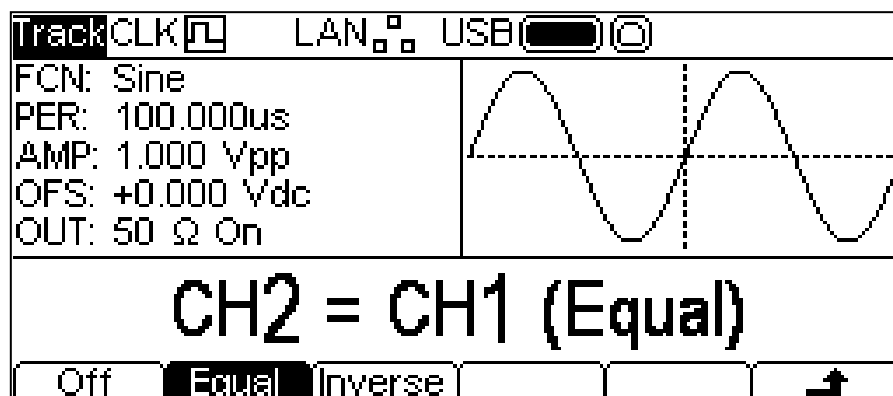 Track CLK LAN USB
FCN: Sine
PER: 100.000us
AMP: 1.000 Vpp
OFS: +0.000 Vdc
OUT: 50 Ω On
CH2 = CH1 (Equal)
Off Equal Inverse